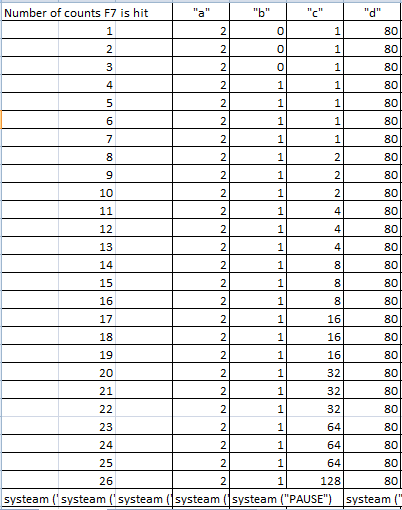 Number of counts F7 is hit "a" "b" "c" "d"
1 2 0 1 80
2 2 0 1 80
3 2 0 1 80
4 2 1 1 80
5 2 1 1 80
6 2 1 1 80
7 2 1 1 80
8 2 1 2 80
9 2 1 2 80
10 2 1 2 80
11 2 1 4 80
12 2 1 4 80
13 2 1 4 80
14 2 1 8 80
15 2 1 8 80
16 2 1 8 80
17 2 1 16 80
18 2 1 16 80
19 2 1 16 80
20 2 1 32 80
21 2 1 32 80
22 2 1 32 80
23 2 1 64 80
24 2 1 64 80
25 2 1 64 80
26 2 1 128 80
systeam (' systeam (' systeam (' systeam (' systeam ("PAUSE") systeam ("